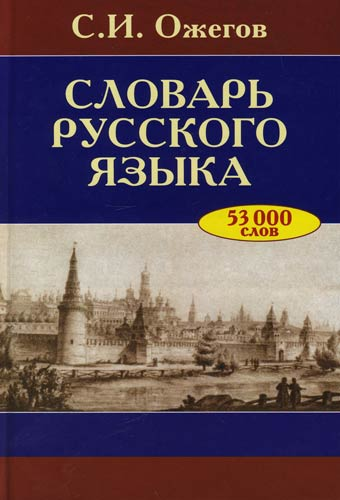 С.И. Ожегов
СЛОВАРЬ
РУССКОГО
ЯЗЫКА
53 000
СЛОВ